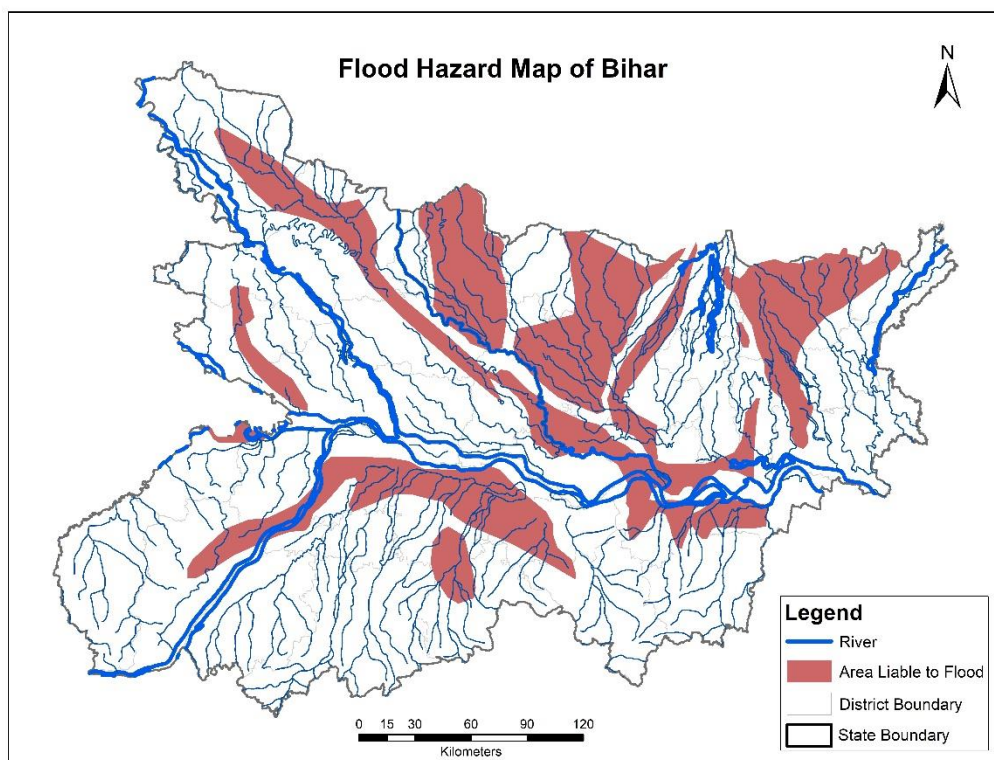 Flood Hazard Map of Bihar
N
Legend
River
Area Liable to Flood
District Boundary
State Boundary
0 15 30 60 90 120
Kilometers